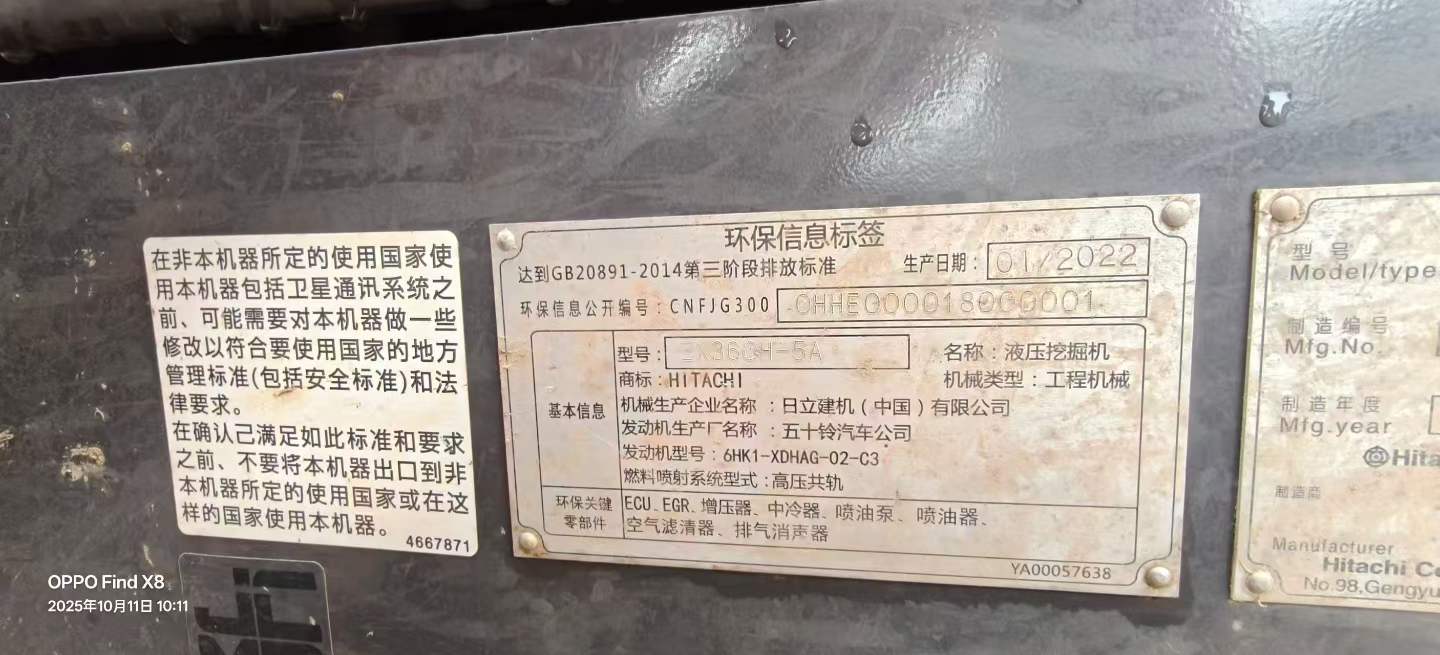 在非本机器所定的使用国家使
用本机器包括卫星通讯系统之
前、可能需要对本机器做一些
修改以符合要使用国家的地方
管理标准(包括安全标准)和法
律要求。
在确认己满足如此标准和要求
之前、不要将本机器出口到非
本机器所定的使用国家或在这
样的国家使用本机器。
4667871
环保信息标签
达到GB20891-2014第三阶段排放标准 生产日期：01/2022
环保信息公开编号：CNFJG300
基本信息
型号： 名称：液压挖掘机
商标：HITACHI 机械类型：工程机械
机械生产企业名称：日立建机（中国）有限公司
发动机生产厂名称：五十铃汽车公司
发动机型号：6HK1-XDHAG-02-C3
燃料喷射系统型式：高压共轨
环保关键
零部件
ECU、EGR、增压器、中冷器、喷油泵、喷油器、
空气滤清器、排气消声器
YA00057638
型号
Model/type
制造编号
Mfg.No
制造年度
Mfg.year
Hita
制造商
Manufacturer
Hitachi Co
No.98,Gengyu
OPPO Find X8
2025年10月11日 10:11